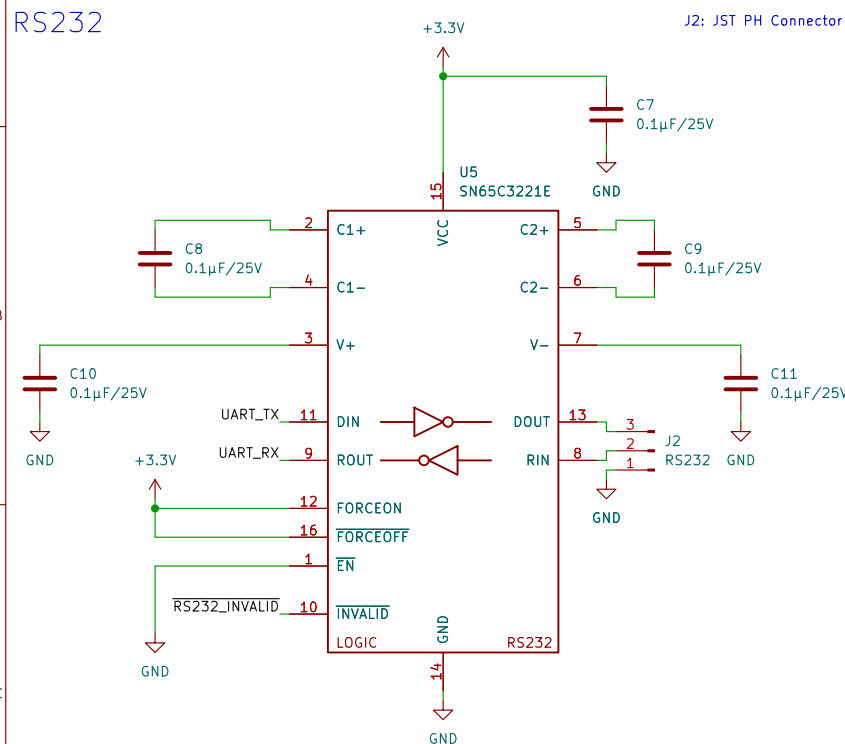 RS232
J2: JST PH Connector
+3.3V
C7
0.1µF/25V
GND
U5
SN65C3221E
15
VCC
2
C1+
C2+
5
C8
0.1µF/25V
C9
0.1µF/25V
4
C1-
C2-
6
3
V+
V-
7
C10
0.1µF/25V
C11
0.1µF/25V
GND
GND
UART_TX
11
DIN
DOUT
13
UART_RX
9
ROUT
RIN
8
3
2
1
J2
RS232
GND
+3.3V
12
FORCEON
16
FORCEOFF
1
EN
RS232_INVALID
10
INVALID
GND
LOGIC
GND
RS232
14
GND